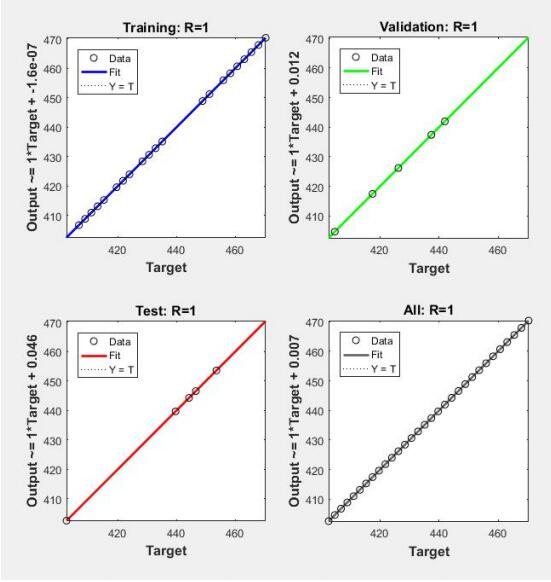 Training: R=1
Output ~= 1*Target + -1.6e-07
470
460
450
440
430
420
410
Data
Fit
Y = T
420 440 460
Target
Validation: R=1
Output ~= 1*Target + 0.012
470
460
450
440
430
420
410
Data
Fit
Y = T
420 440 460
Target
Test: R=1
Output ~= 1*Target + 0.046
470
460
450
440
430
420
410
Data
Fit
Y = T
420 440 460
Target
All: R=1
Output ~= 1*Target + 0.007
470
460
450
440
430
420
410
Data
Fit
Y = T
420 440 460
Target